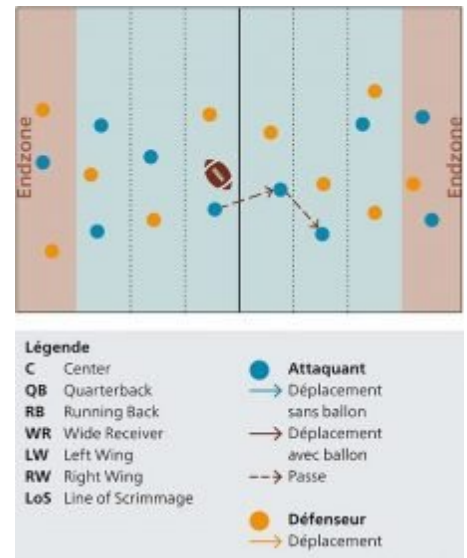 Endzone
Endzone
Légende
C Center
QB Quarterback
RB Running Back
WR Wide Receiver
LW Left Wing
RW Right Wing
LoS Line of Scrimmage
Attaquant
Déplacement
sans ballon
Déplacement
avec ballon
Passe
Défenseur
Déplacement